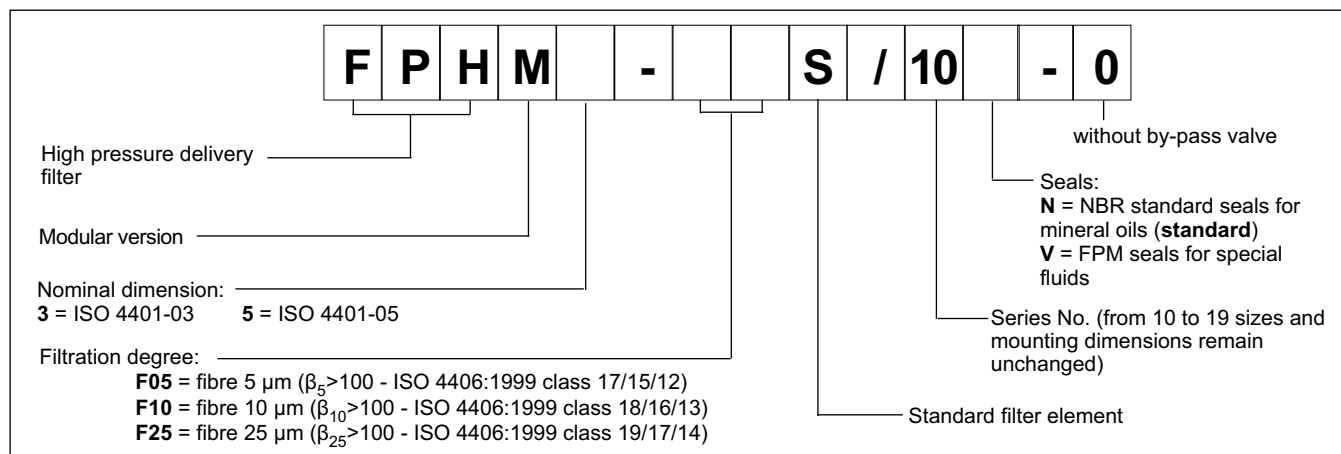 F P H M - S / 10 - 0
without by-pass valve
High pressure delivery
filter
Seals:
N = NBR standard seals for
mineral oils (standard)
V = FPM seals for special
fluids
Modular version
Nominal dimension:
3 = ISO 4401-03 5 = ISO 4401-05
Series No. (from 10 to 19 sizes and
mounting dimensions remain
unchanged)
Filtration degree:
F05 = fibre 5 µm (β5>100 - ISO 4406:1999 class 17/15/12)
F10 = fibre 10 µm (β10>100 - ISO 4406:1999 class 18/16/13)
F25 = fibre 25 µm (β25>100 - ISO 4406:1999 class 19/17/14)
Standard filter element